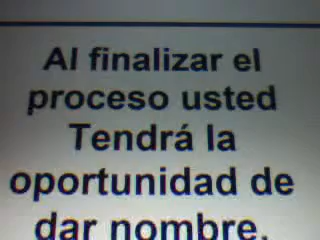 Al finalizar el
proceso usted
Tendrá la
oportunidad de
dar nombre.